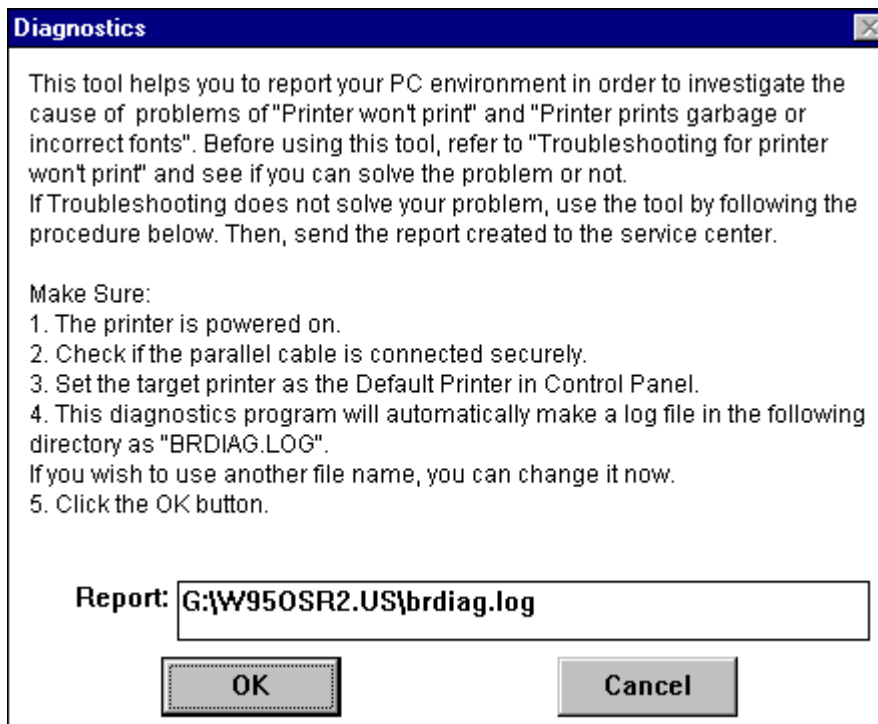 Diagnostics
This tool helps you to report your PC environment in order to investigate the
cause of problems of "Printer won't print" and "Printer prints garbage or
incorrect fonts". Before using this tool, refer to "Troubleshooting for printer
won't print" and see if you can solve the problem or not.
If Troubleshooting does not solve your problem, use the tool by following the
procedure below. Then, send the report created to the service center.
Make Sure:
1. The printer is powered on.
2. Check if the parallel cable is connected securely.
3. Set the target printer as the Default Printer in Control Panel.
4. This diagnostics program will automatically make a log file in the following
directory as "BRDIAG.LOG".
If you wish to use another file name, you can change it now.
5. Click the OK button.
Report: G:\W95OSR2.US\brdiag.log
OK Cancel